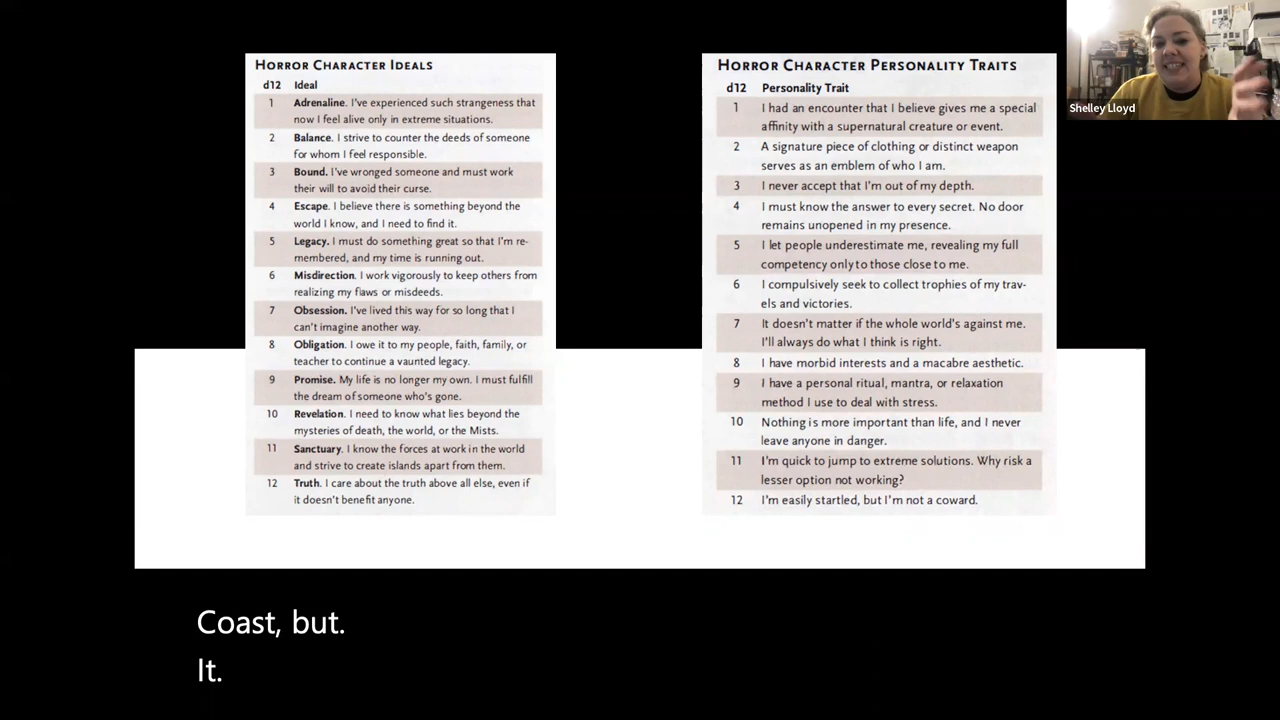 HORROR CHARACTER IDEALS
d12 Ideal
1 Adrenaline. I've experienced such strangeness that
now I feel alive only in extreme situations.
2 Balance. I strive to counter the deeds of someone
for whom I feel responsible.
3 Bound. I've wronged someone and must work
their will to avoid their curse.
4 Escape. I believe there is something beyond the
world I know, and I need to find it.
5 Legacy. I must do something great so that I'm re-
membered, and my time is running out.
6 Misdirection. I work vigorously to keep others from
realizing my flaws or misdeeds.
7 Obsession. I've lived this way for so long that I
can't imagine another way.
8 Obligation. I owe it to my people, faith, family, or
teacher to continue a vaunted legacy.
9 Promise. My life is no longer my own. I must fulfill
the dream of someone who's gone.
10 Revelation. I need to know what lies beyond the
mysteries of death, the world, or the Mists.
11 Sanctuary. I know the forces at work in the world
and strive to create islands apart from them.
12 Truth. I care about the truth above all else, even if
it doesn't benefit anyone.
HORROR CHARACTER PERSONALITY TRAITS
d12 Personality Trait
1 I had an encounter that I believe gives me a special
affinity with a supernatural creature or event.
2 A signature piece of clothing or distinct weapon
serves as an emblem of who I am.
3 I never accept that I'm out of my depth.
4 I must know the answer to every secret. No door
remains unopened in my presence.
5 I let people underestimate me, revealing my full
competency only to those close to me.
6 I compulsively seek to collect trophies of my trav-
els and victories.
7 It doesn't matter if the whole world's against me.
I'll always do what I think is right.
8 I have morbid interests and a macabre aesthetic.
9 I have a personal ritual, mantra, or relaxation
method I use to deal with stress.
10 Nothing is more important than life, and I never
leave anyone in danger.
11 I'm quick to jump to extreme solutions. Why risk a
lesser option not working?
12 I'm easily startled, but I'm not a coward.
Shelley Lloyd
Coast, but.
It.